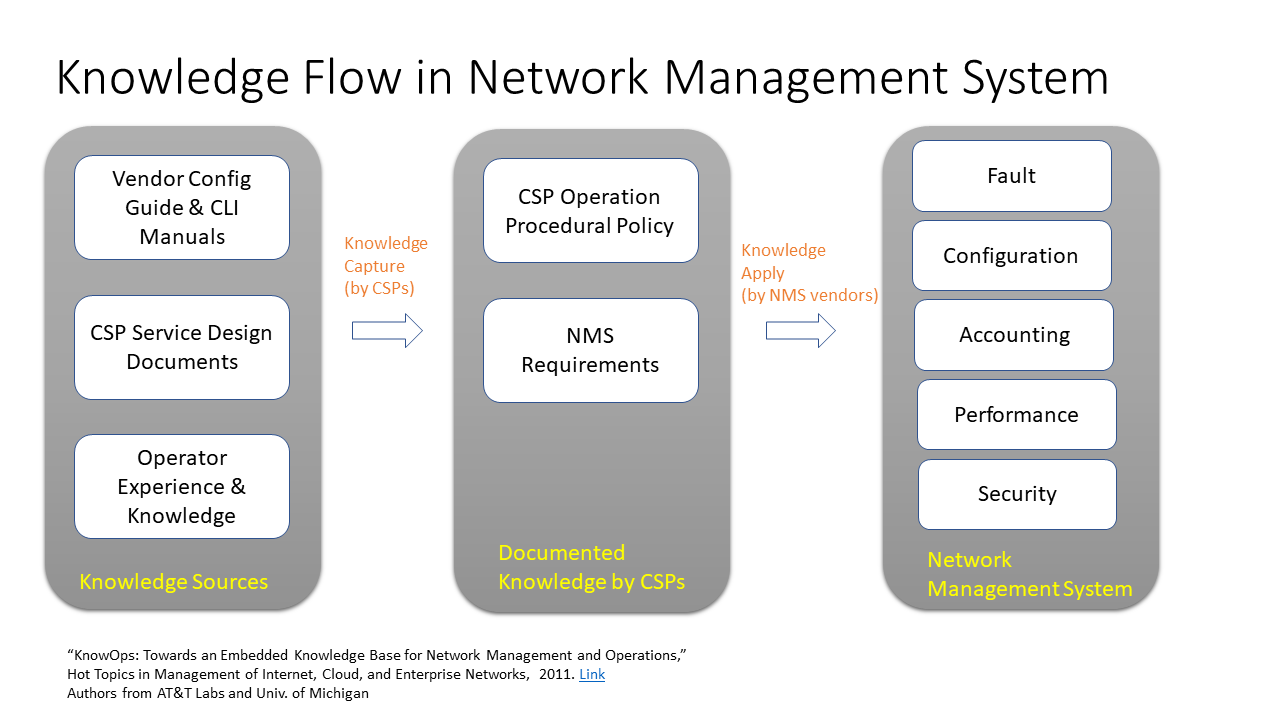 Knowledge Flow in Network Management System
Vendor Config
Guide & CLI
Manuals
CSP Service Design
Documents
Operator
Experience &
Knowledge
Knowledge Sources
Knowledge
Capture
(by CSPs)
CSP Operation
Procedural Policy
NMS
Requirements
Documented
Knowledge by CSPs
Knowledge
Apply
(by NMS vendors)
Fault
Configuration
Accounting
Performance
Security
Network
Management System
“KnowOps: Towards an Embedded Knowledge Base for Network Management and Operations,”
Hot Topics in Management of Internet, Cloud, and Enterprise Networks, 2011. Link
Authors from AT&T Labs and Univ. of Michigan